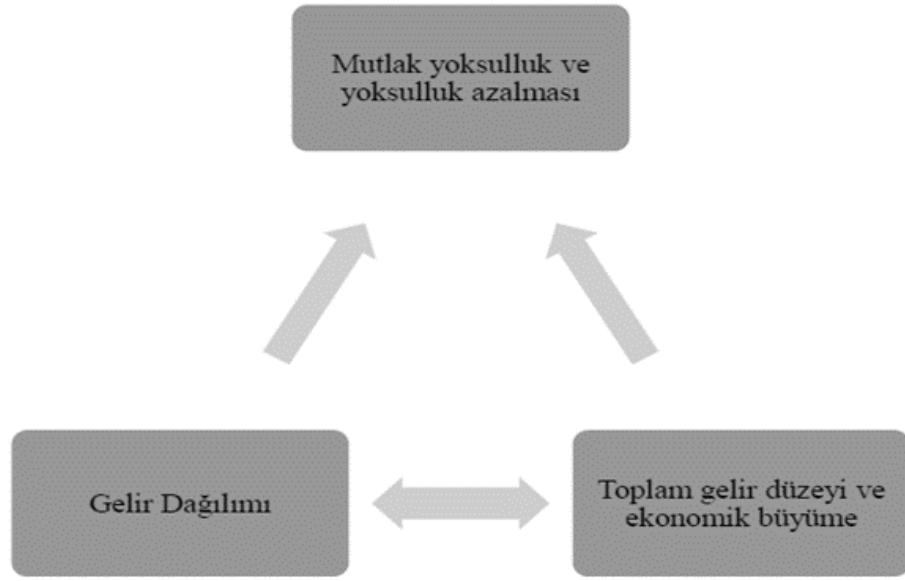 Mutlak yoksulluk ve
yoksulluk azalması
Gelir Dağılımı
Toplam gelir düzeyi ve
ekonomik büyüme